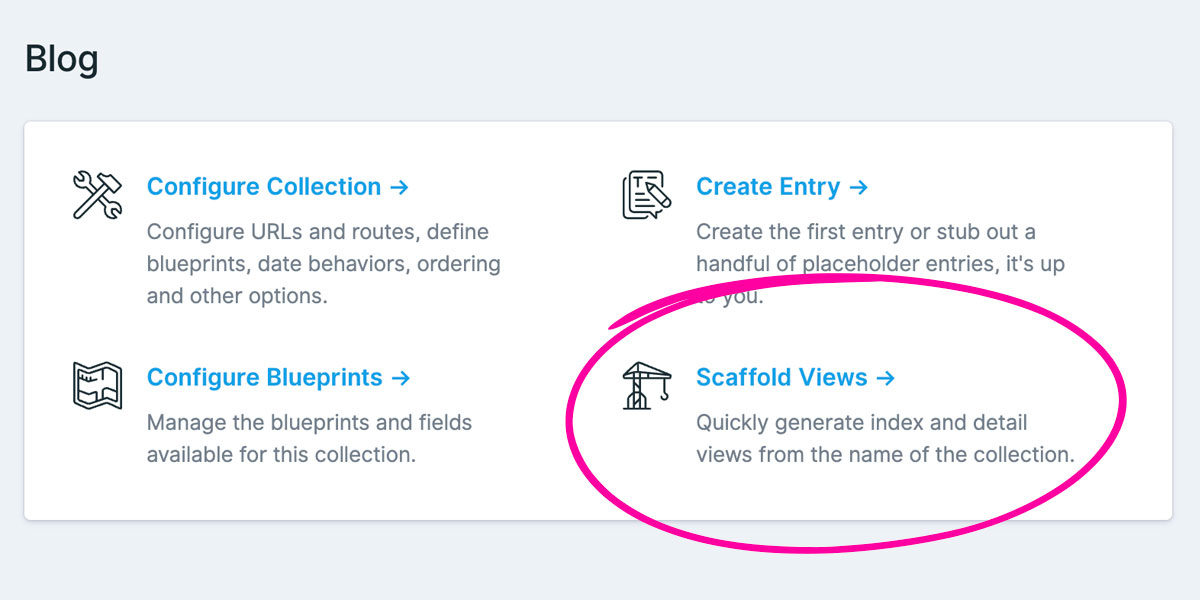 Blog
Configure Collection →
Configure URLs and routes, define
blueprints, date behaviors, ordering
and other options.
Create Entry →
Create the first entry or stub out a
handful of placeholder entries, it's up
to you.
Configure Blueprints →
Manage the blueprints and fields
available for this collection.
Scaffold Views →
Quickly generate index and detail
views from the name of the collection.